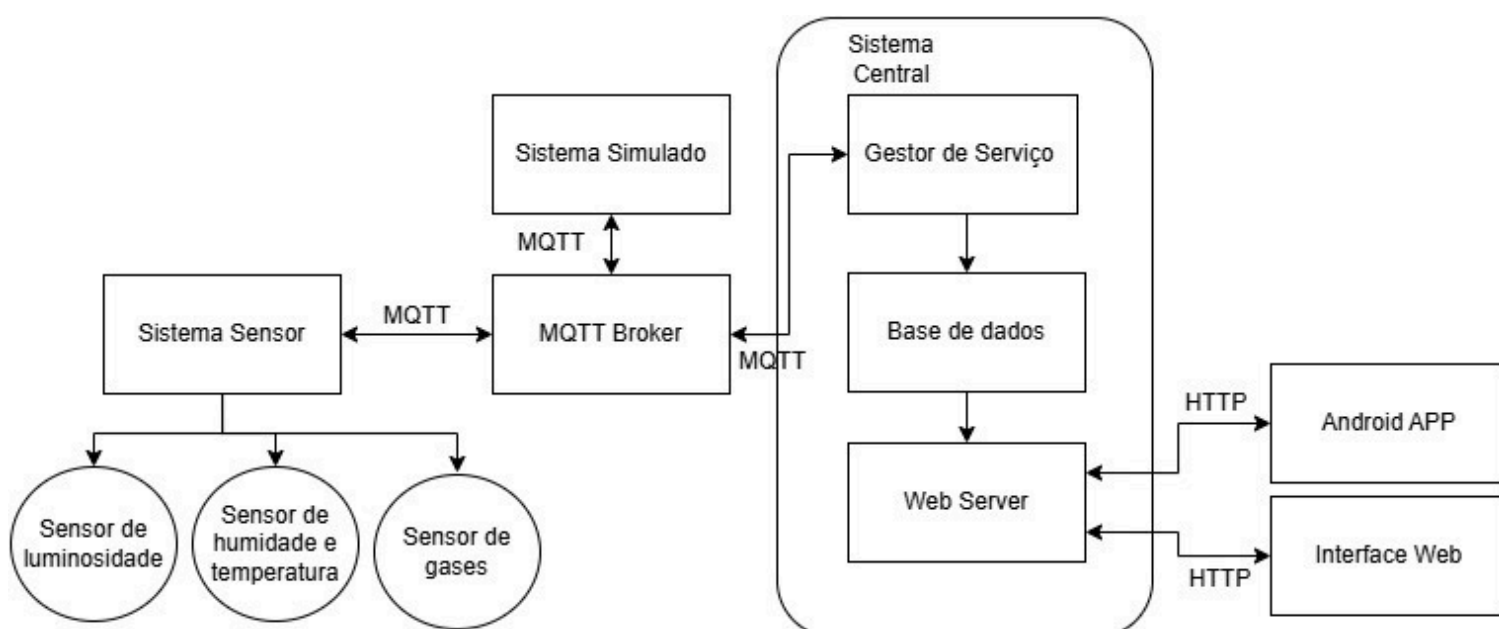 Sistema
Central
Sistema Simulado
Gestor de Serviço
MQTT
Sistema Sensor
MQTT
MQTT Broker
MQTT
Base de dados
HTTP
Android APP
Web Server
Sensor de
luminosidade
Sensor de
humidade e
temperatura
Sensor de
gases
HTTP
Interface Web